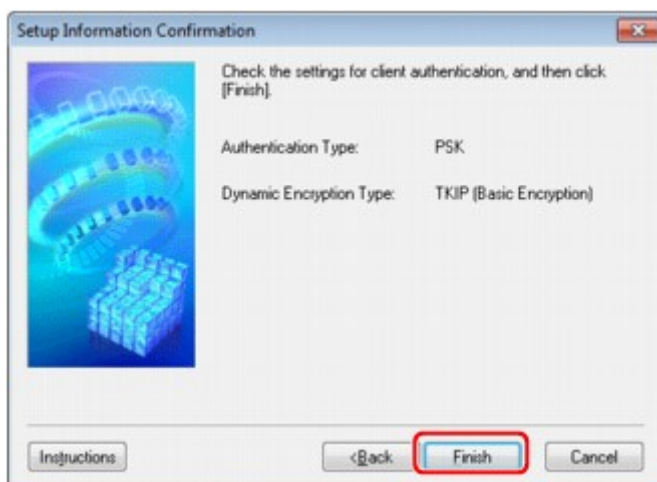 Setup Information Confirmation
Check the settings for client authentication, and then click
[Finish].
Authentication Type: PSK
Dynamic Encryption Type: TKIP (Basic Encryption)
Instructions <Back Finish Cancel